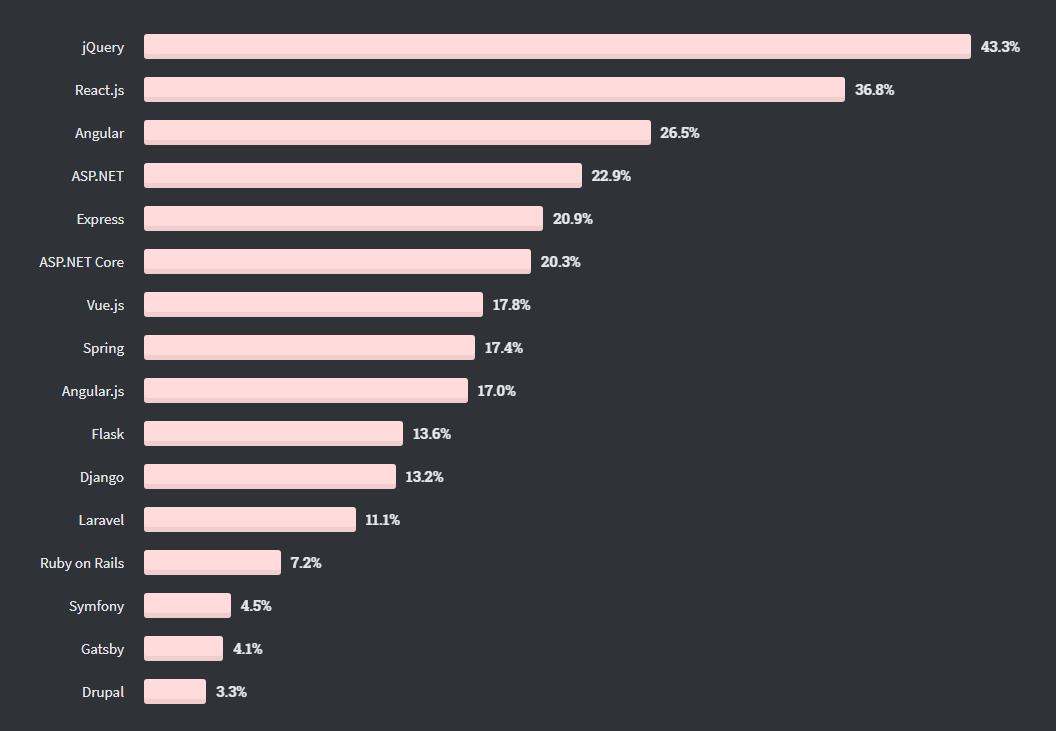 jQuery 43.3%
React.js 36.8%
Angular 26.5%
ASP.NET 22.9%
Express 20.9%
ASP.NET Core 20.3%
Vue.js 17.8%
Spring 17.4%
Angular.js 17.0%
Flask 13.6%
Django 13.2%
Laravel 11.1%
Ruby on Rails 7.2%
Symfony 4.5%
Gatsby 4.1%
Drupal 3.3%